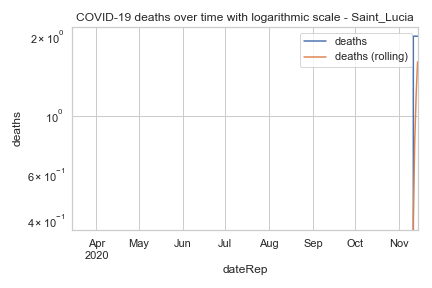 COVID-19 deaths over time with logarithmic scale - Saint_Lucia
deaths
deaths (rolling)
2 × 10⁰
10⁰
6 × 10⁻¹
4 × 10⁻¹
deaths
Apr May Jun Jul Aug Sep Oct Nov
2020
dateRep